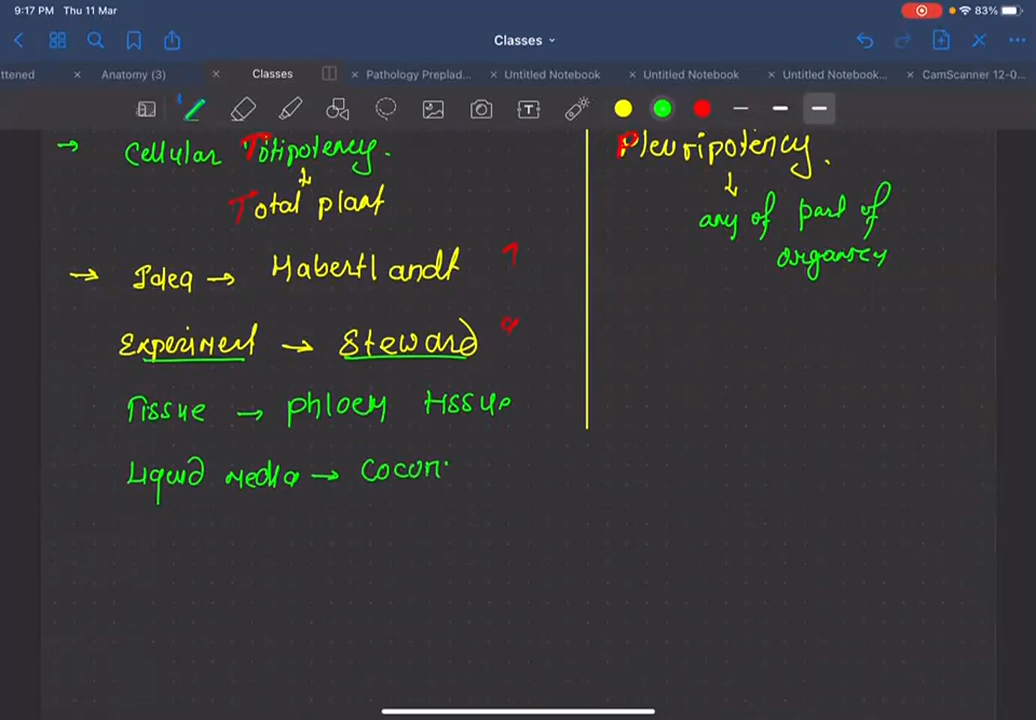 9:17 PM Thu 11 Mar
83%
Classes
ttened
Anatomy (3)
Classes
Pathology Preplad...
Untitled Notebook
Untitled Notebook
Untitled Notebook...
CamScanner 12-0...
→ Cellular Totipotency.
Total plant
→ Idea → Habertlandt
Experiment → Steward
Tissue → phloem tissue
Liquid media → Cocon
Pleuripotency.
any of part of